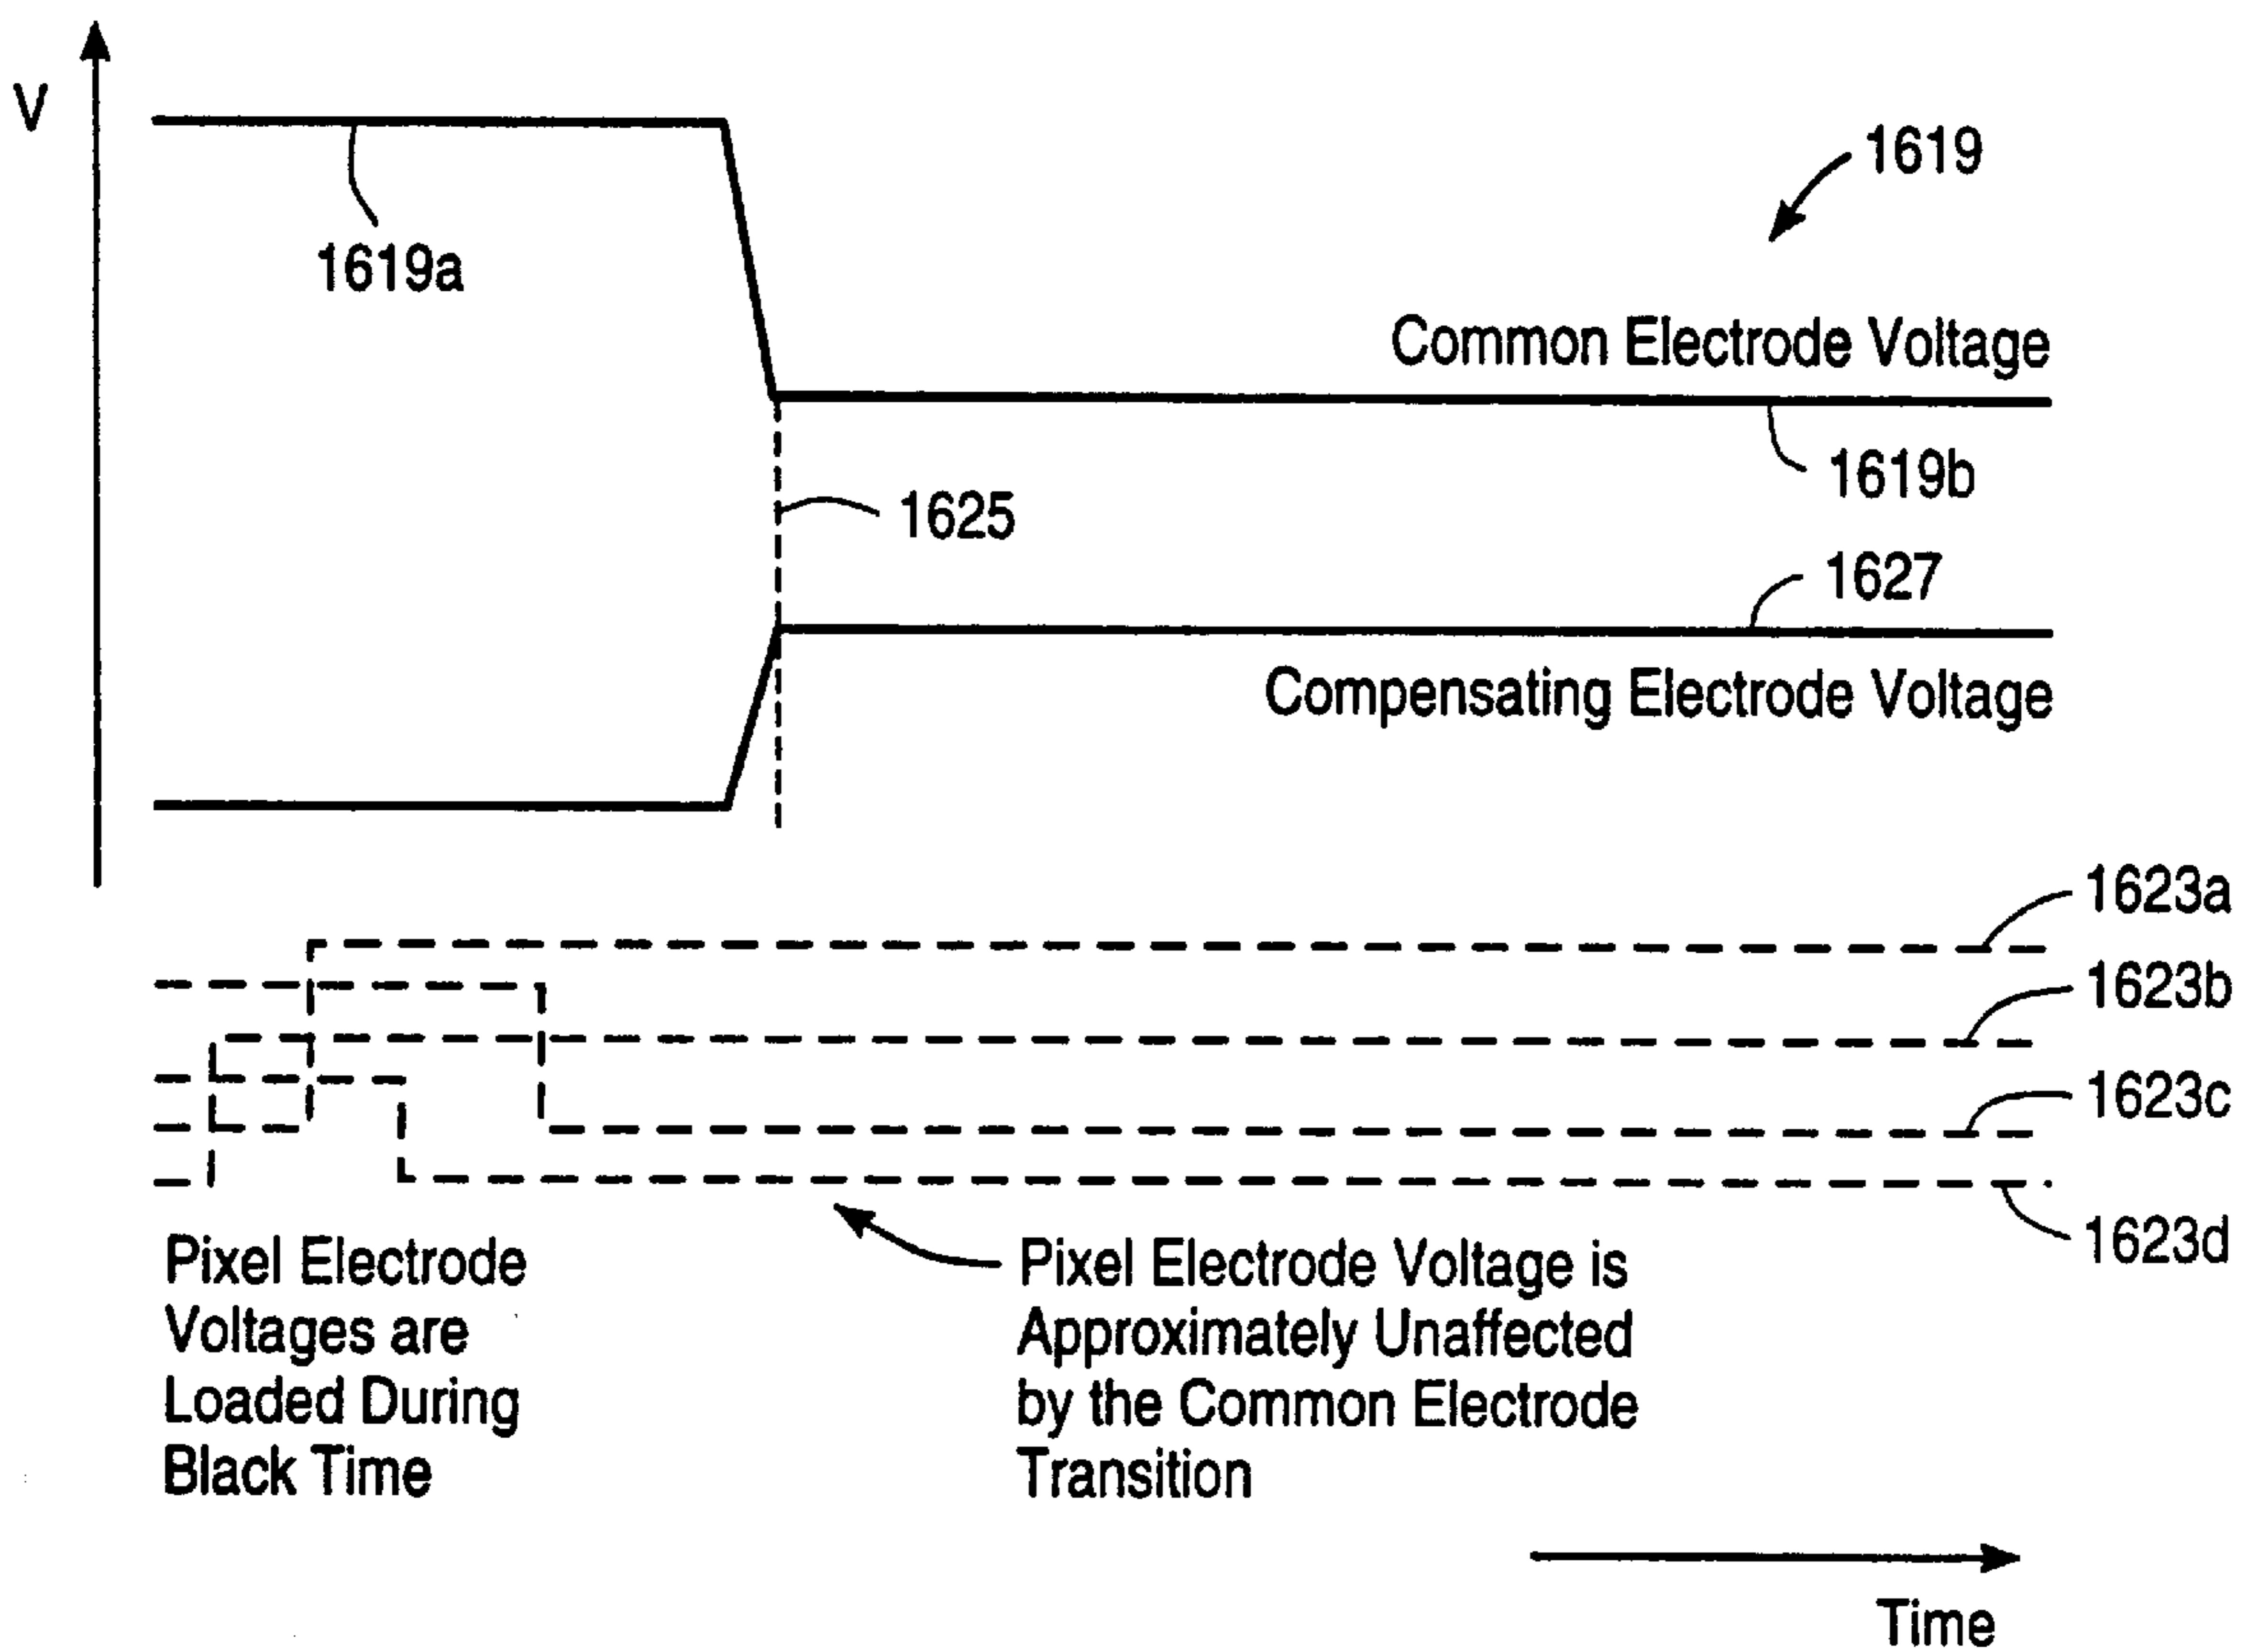 V
1619
1619a
Common Electrode Voltage
1619b
1625
1627
Compensating Electrode Voltage
1623a
1623b
1623c
1623d
Pixel Electrode
Voltages are
Loaded During
Black Time
Pixel Electrode Voltage is
Approximately Unaffected
by the Common Electrode
Transition
Time